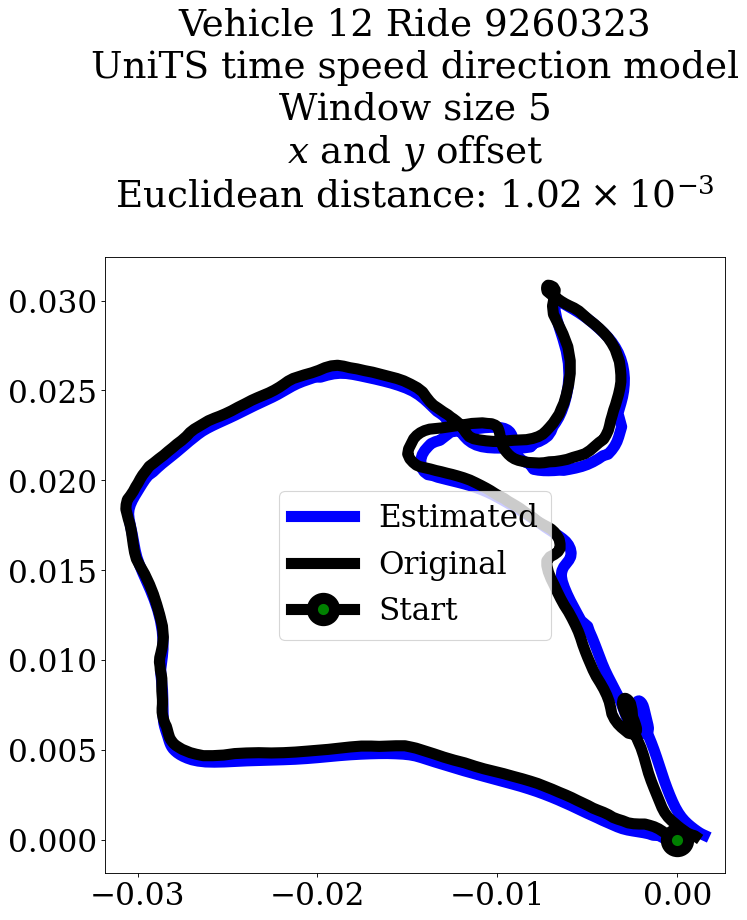 Vehicle 12 Ride 9260323
UniTS time speed direction model
Window size 5
x and y offset
Euclidean distance: 1.02 × 10⁻³
0.030
0.025
0.020
0.015
0.010
0.005
0.000
Estimated
Original
Start
−0.03 −0.02 −0.01 0.00